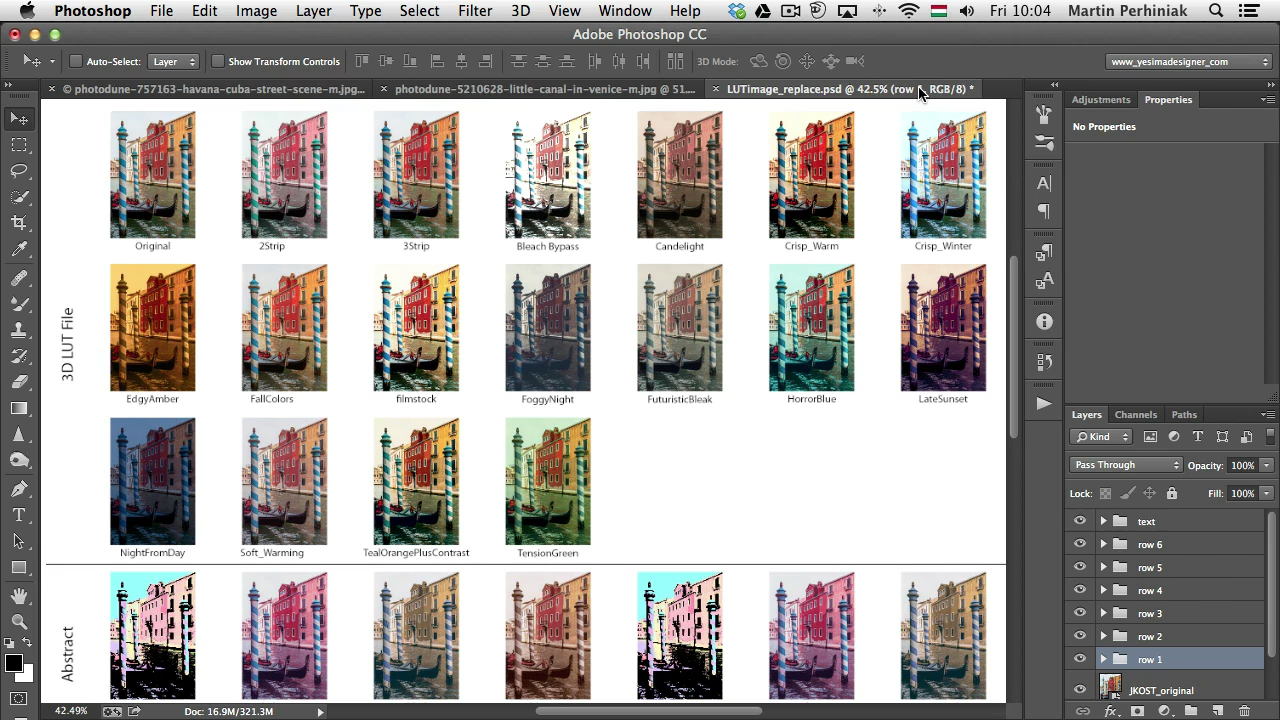 Photoshop File Edit Image Layer Type Select Filter 3D View Window Help Fri 10:04 Martin Perhiniak
Adobe Photoshop CC
Auto-Select: Layer Show Transform Controls 3D Mode: www_yesimadesigner_com
× © photodune-757163-havana-cuba-street-scene-m.jpg... × photodune-5210628-little-canal-in-venice-m.jpg @ 51,... × LUTimage_replace.psd @ 42.5% (row RGB/8) *
Adjustments Properties
No Properties
Original 2Strip 3Strip Bleach Bypass Candelight Crisp_Warm Crisp_Winter
3D LUT File
EdgyAmber FallColors filmstock FoggyNight FuturisticBleak HorrorBlue LateSunset
NightFromDay Soft_Warming TealOrangePlusContrast TensionGreen
Abstract
Layers Channels Paths
Kind
Pass Through Opacity: 100%
Lock: Fill: 100%
text
row 6
row 5
row 4
row 3
row 2
row 1
JKOST_original
fx
42.49% Doc: 16.9M/321.3M